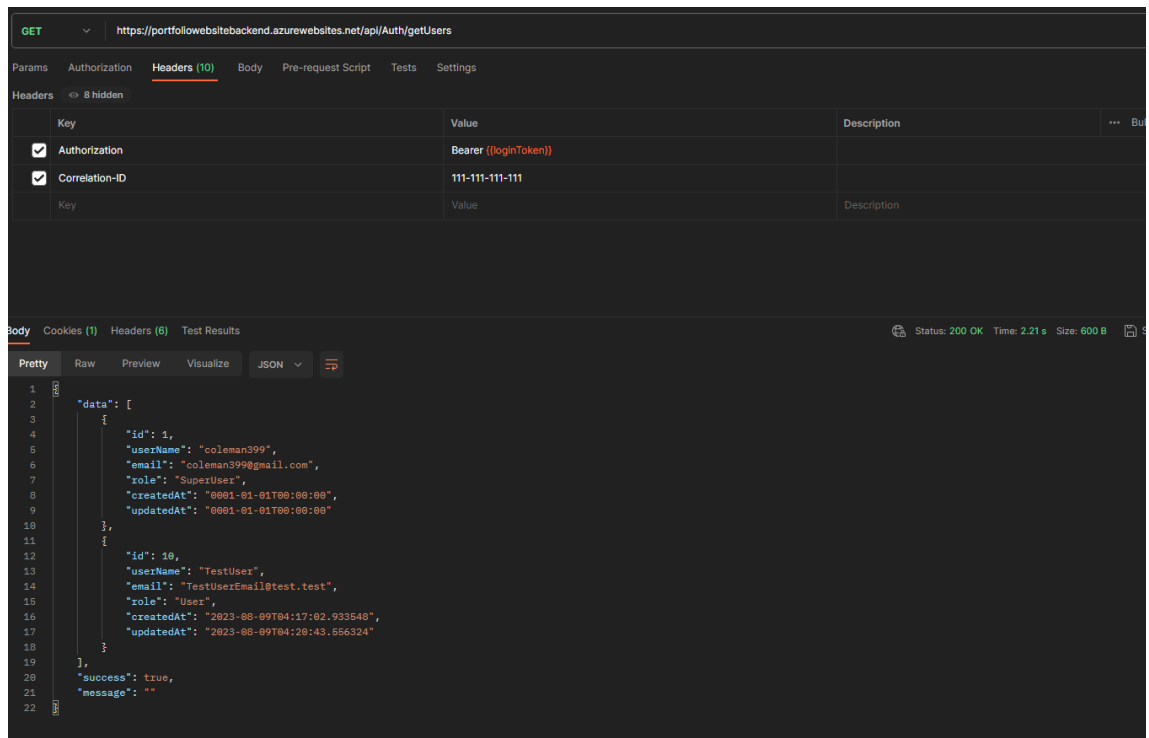 GET https://portfoliowebsitebackend.azurewebsites.net/api/Auth/getUsers
Params Authorization Headers (10) Body Pre-request Script Tests Settings
Headers 8 hidden
Key Value Description ••• Bul
Authorization Bearer {{loginToken}}
Correlation-ID 111-111-111-111
Key Value Description
Body Cookies (1) Headers (6) Test Results Status: 200 OK Time: 2.21 s Size: 600 B S
Pretty Raw Preview Visualize JSON
1 {
2 "data": [
3 {
4 "id": 1,
5 "userName": "coleman399",
6 "email": "coleman399@gmail.com",
7 "role": "SuperUser",
8 "createdAt": "0001-01-01T00:00:00",
9 "updatedAt": "0001-01-01T00:00:00"
10 },
11 {
12 "id": 10,
13 "userName": "TestUser",
14 "email": "TestUserEmail@test.test",
15 "role": "User",
16 "createdAt": "2023-08-09T04:17:02.933548",
17 "updatedAt": "2023-08-09T04:20:43.556324"
18 }
19 ],
20 "success": true,
21 "message": ""
22 }